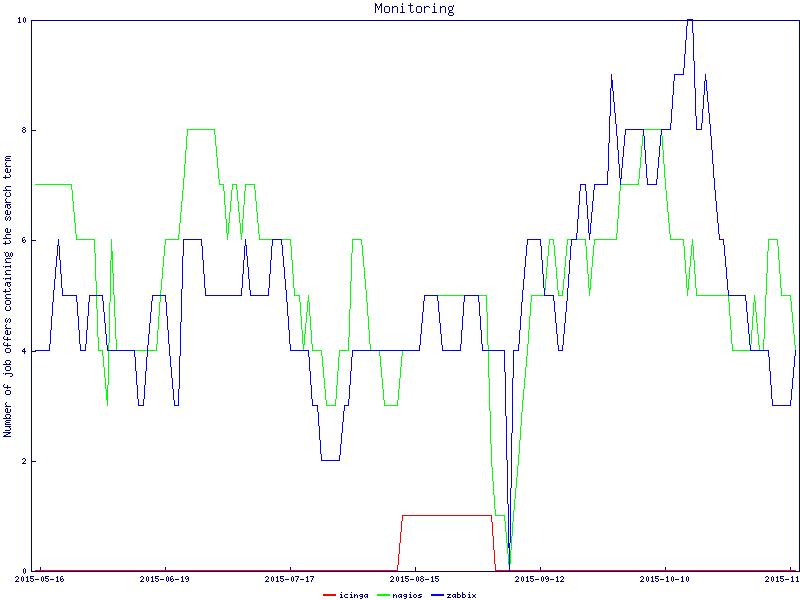 Monitoring
Number of job offers containing the search term
10
8
6
4
2
0
2015-05-16 2015-06-19 2015-07-17 2015-08-15 2015-09-12 2015-10-10 2015-11
icinga nagios zabbix